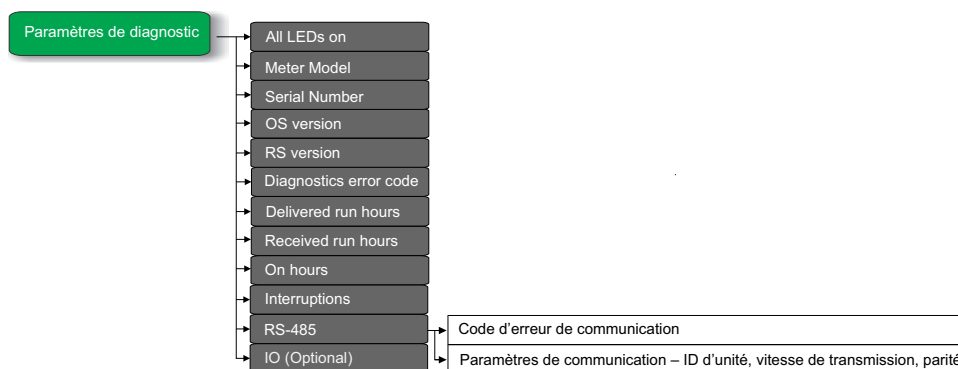 Paramètres de diagnostic
All LEDs on
Meter Model
Serial Number
OS version
RS version
Diagnostics error code
Delivered run hours
Received run hours
On hours
Interruptions
RS-485
Code d'erreur de communication
IO (Optional)
Paramètres de communication – ID d'unité, vitesse de transmission, parité